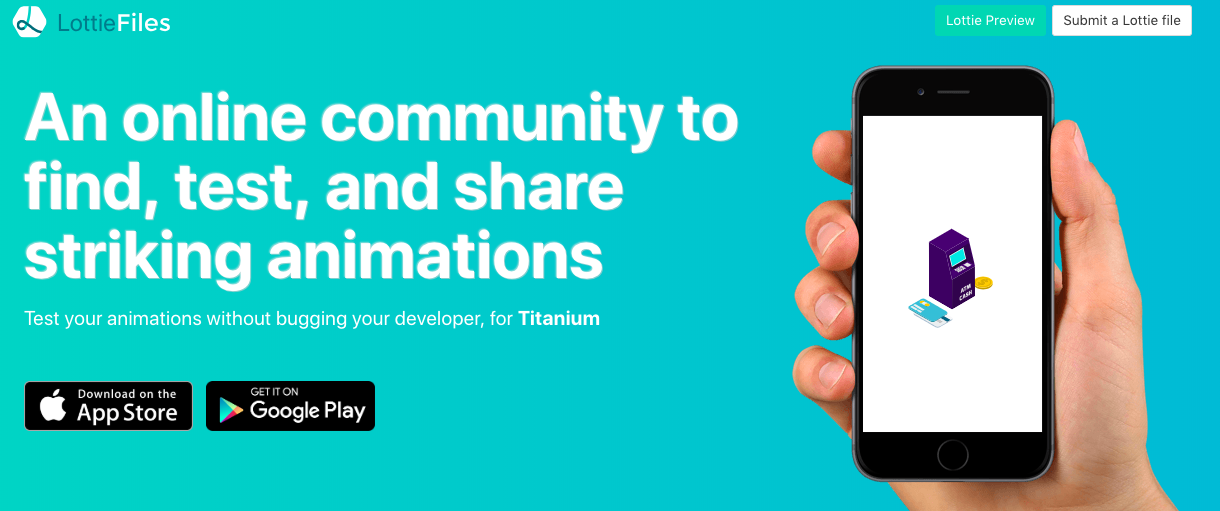 LottieFiles
Lottie Preview
Submit a Lottie file
An online community to
find, test, and share
striking animations
Test your animations without bugging your developer, for Titanium
Download on the
App Store
GET IT ON
Google Play
ATM
CASH